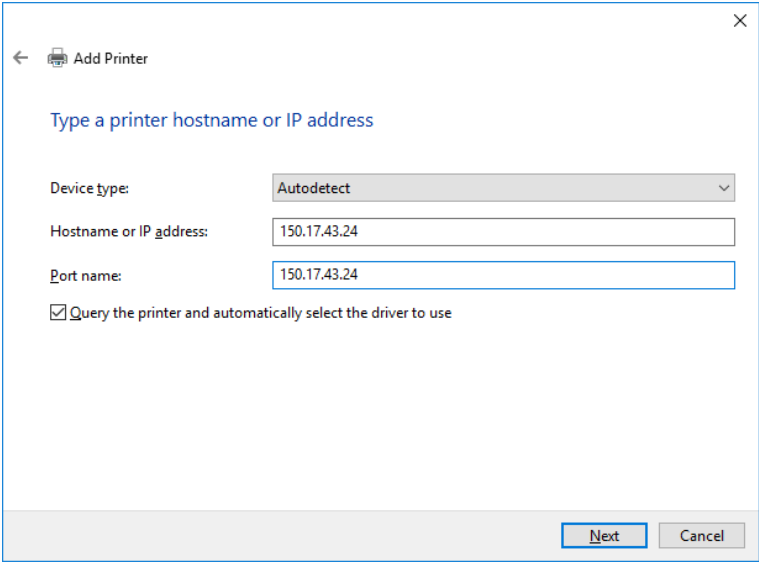 Add Printer
Type a printer hostname or IP address
Device type: Autodetect
Hostname or IP address: 150.17.43.24
Port name: 150.17.43.24
Query the printer and automatically select the driver to use
Next Cancel